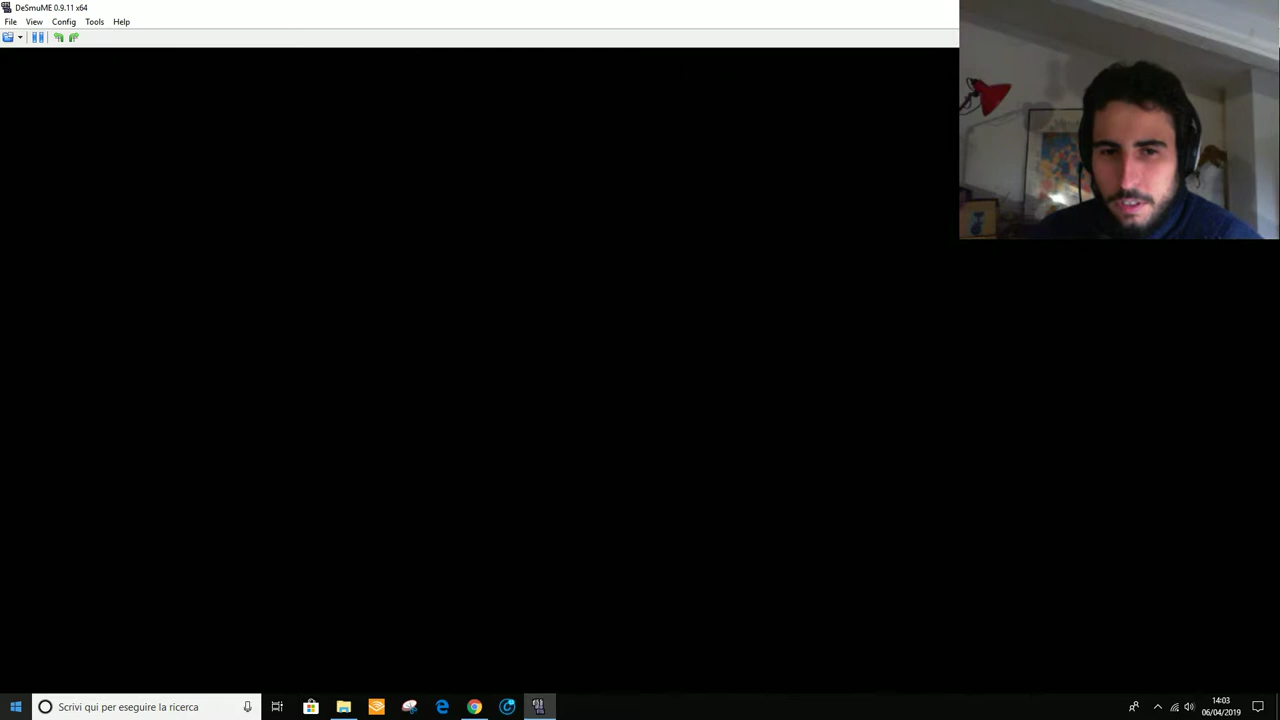 DeSmuME 0.9.11 x64
File View Config Tools Help
Scrivi qui per eseguire la ricerca
14:03
06/04/2019